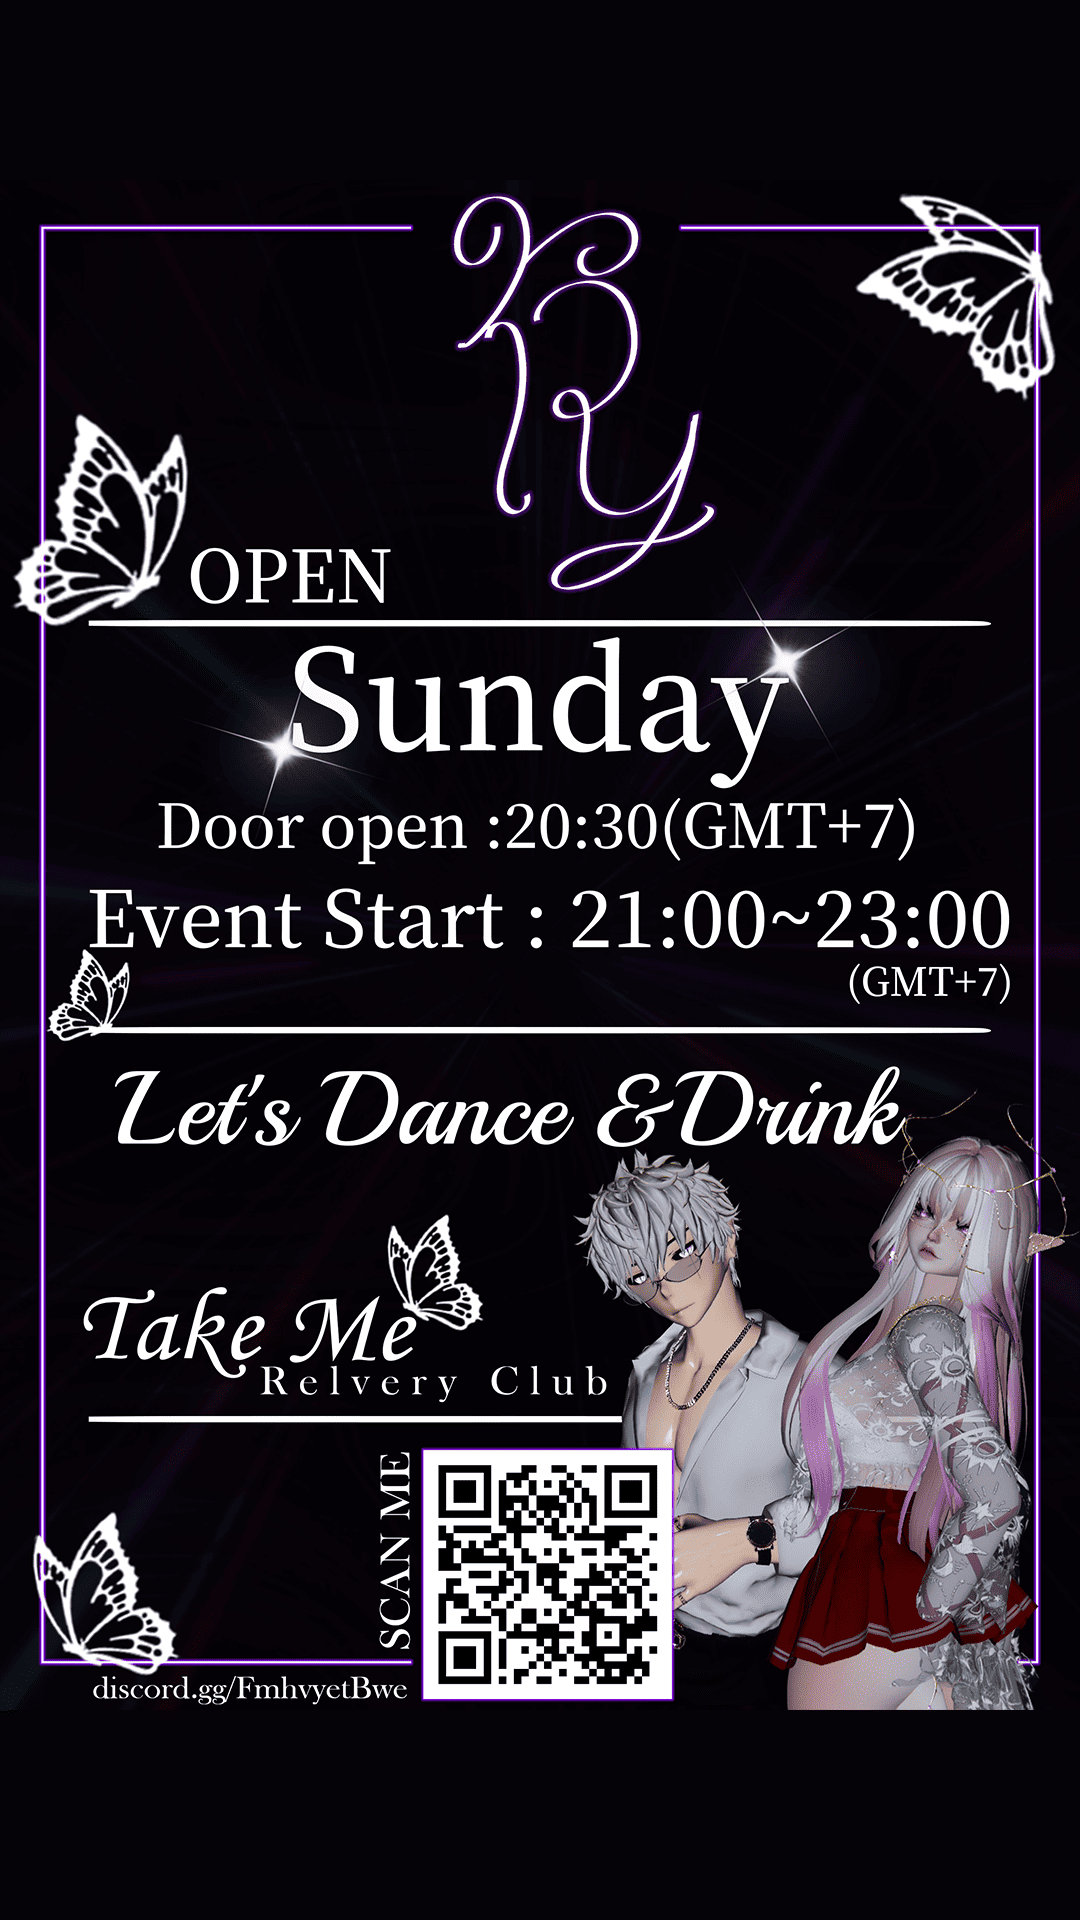 Ry
OPEN
Sunday
Door open :20:30(GMT+7)
Event Start : 21:00~23:00
(GMT+7)
Let's Dance &Drink
Take Me
Relvery Club
SCAN ME
discord.gg/FmhvyetBwe